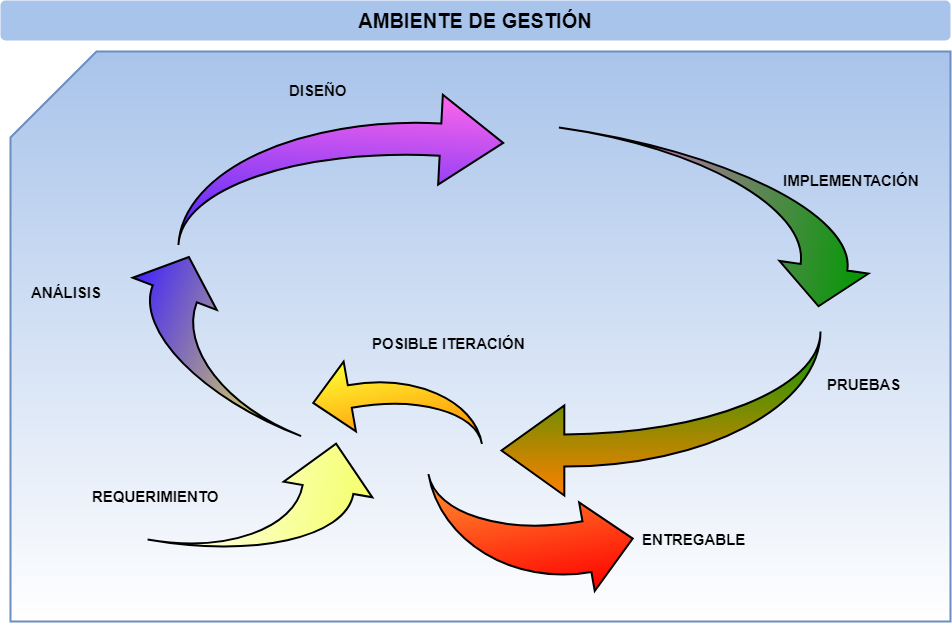 AMBIENTE DE GESTIÓN
DISEÑO
IMPLEMENTACIÓN
ANÁLISIS
POSIBLE ITERACIÓN
PRUEBAS
REQUERIMIENTO
ENTREGABLE